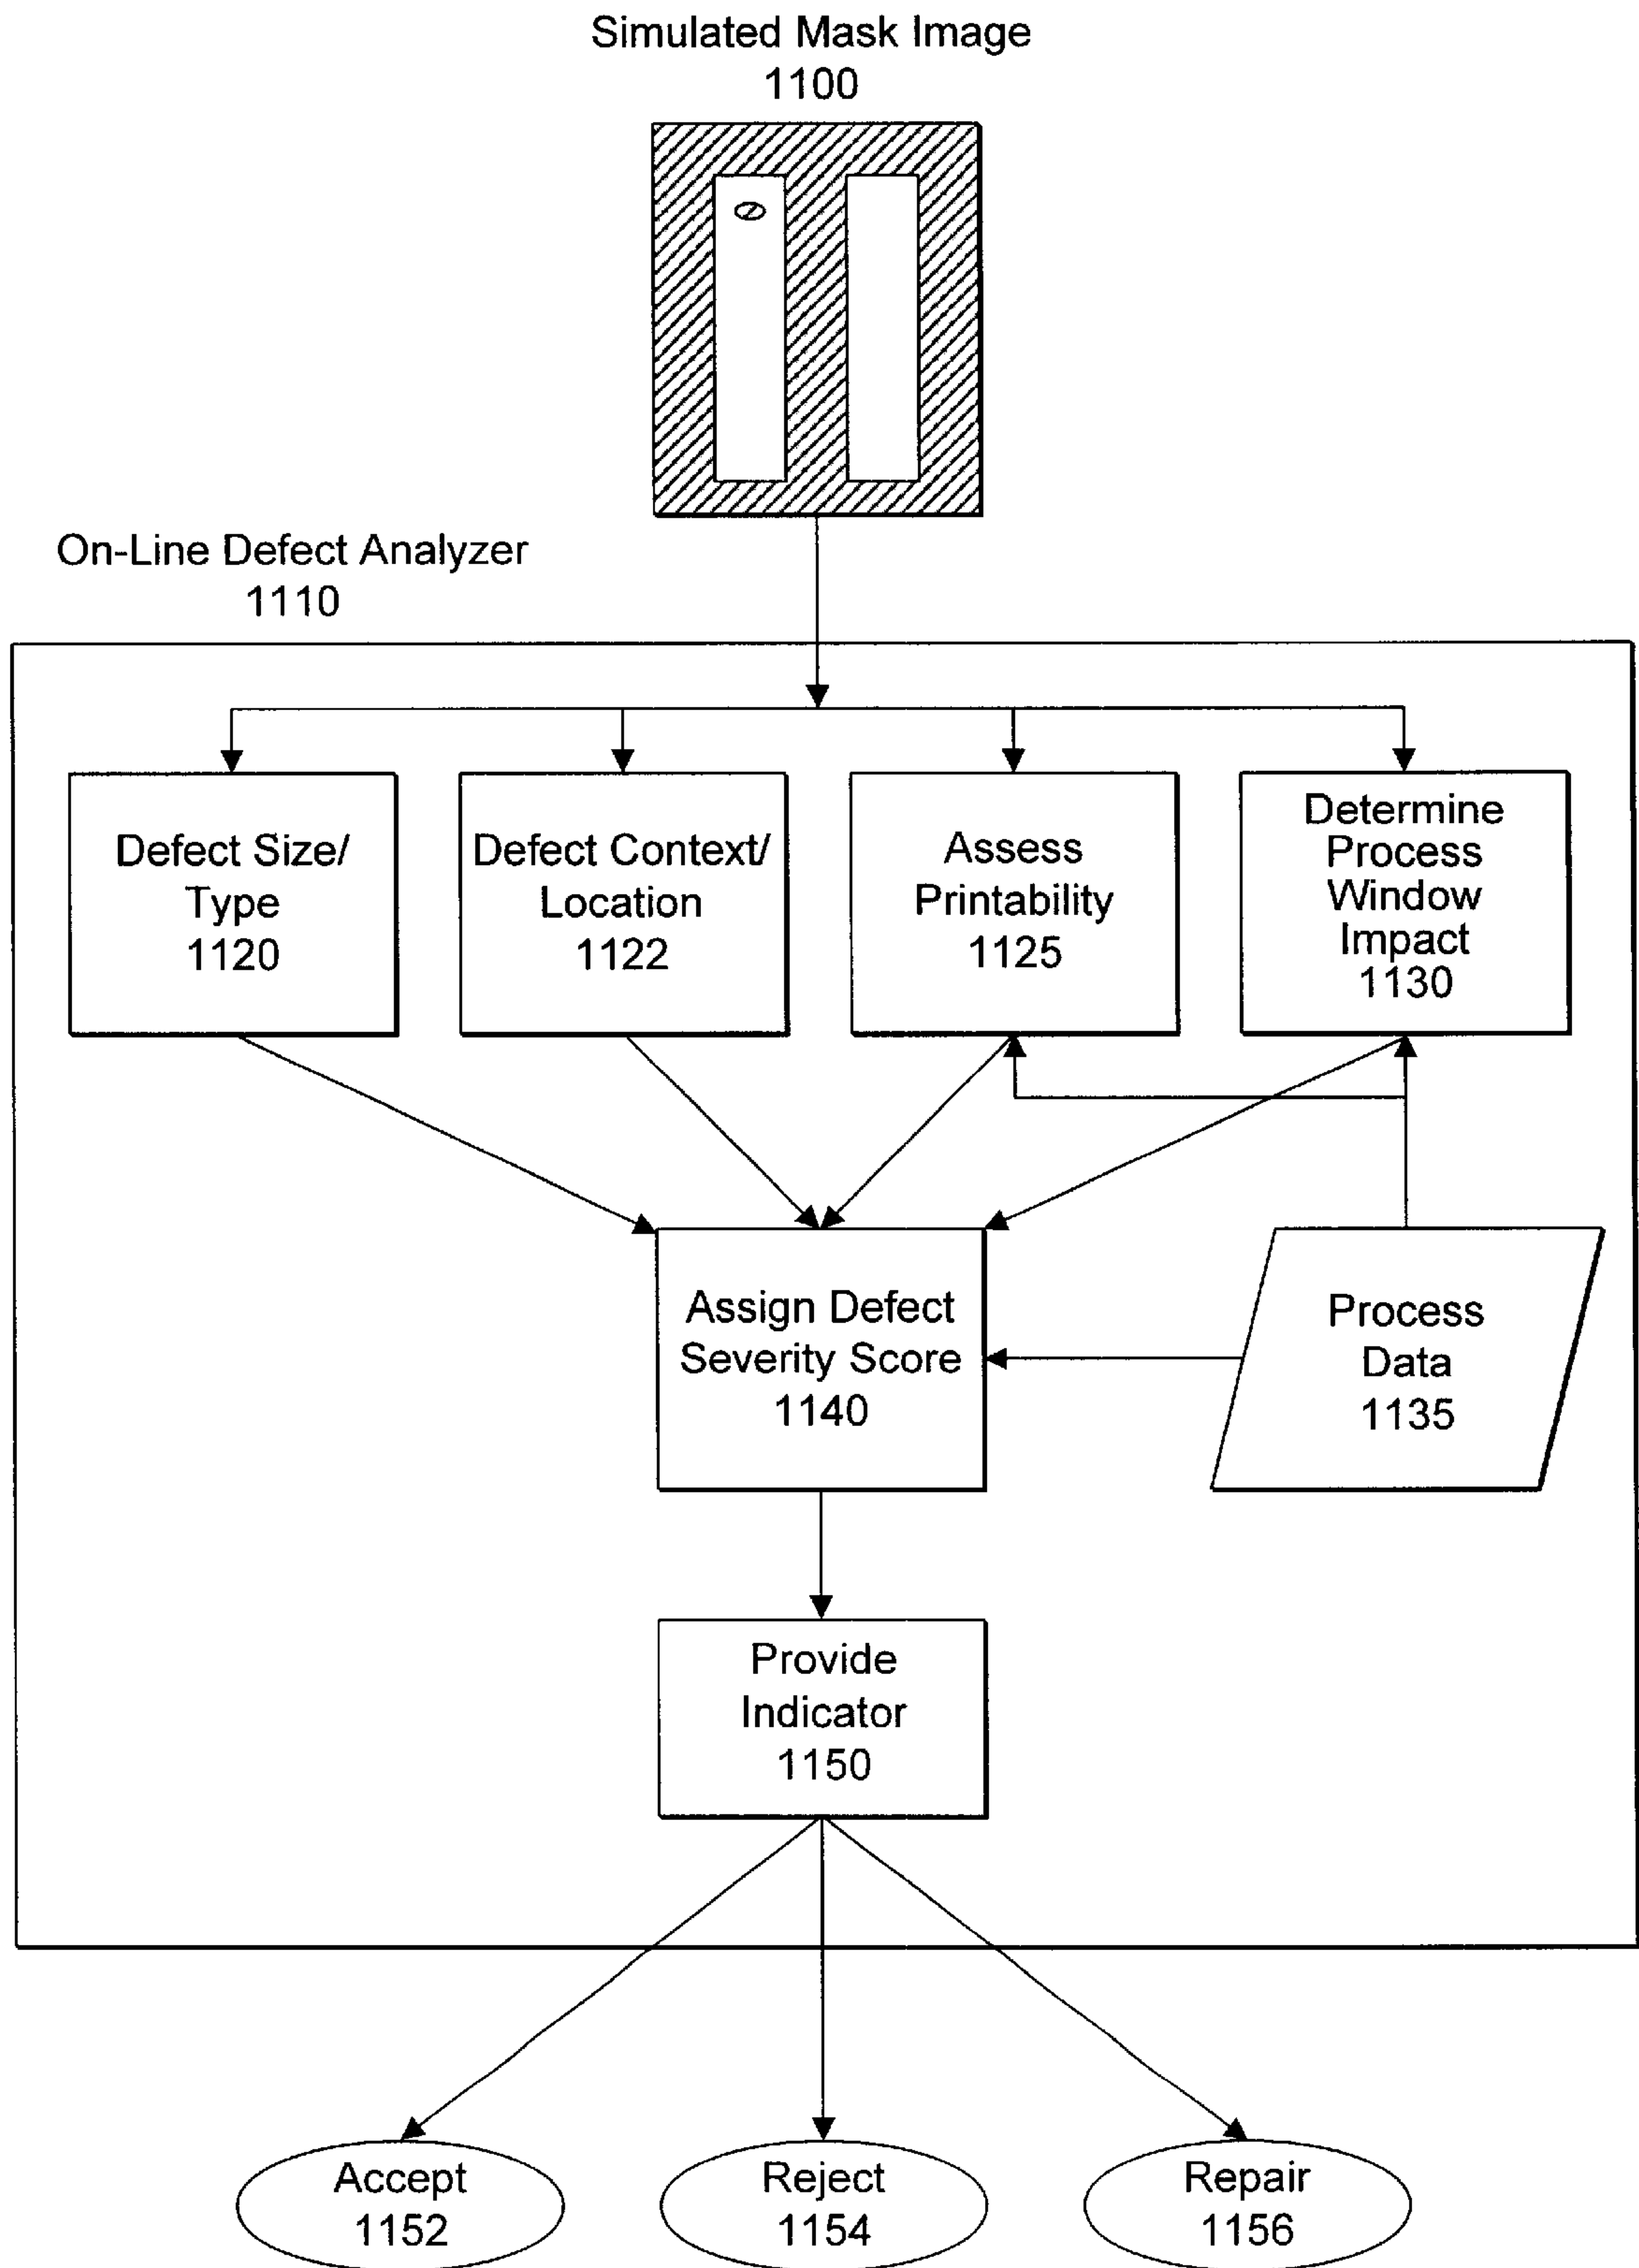 Simulated Mask Image
1100
On-Line Defect Analyzer
1110
Defect Size/
Type
1120
Defect Context/
Location
1122
Assess
Printability
1125
Determine
Process
Window
Impact
1130
Assign Defect
Severity Score
1140
Process
Data
1135
Provide
Indicator
1150
Accept
1152
Reject
1154
Repair
1156